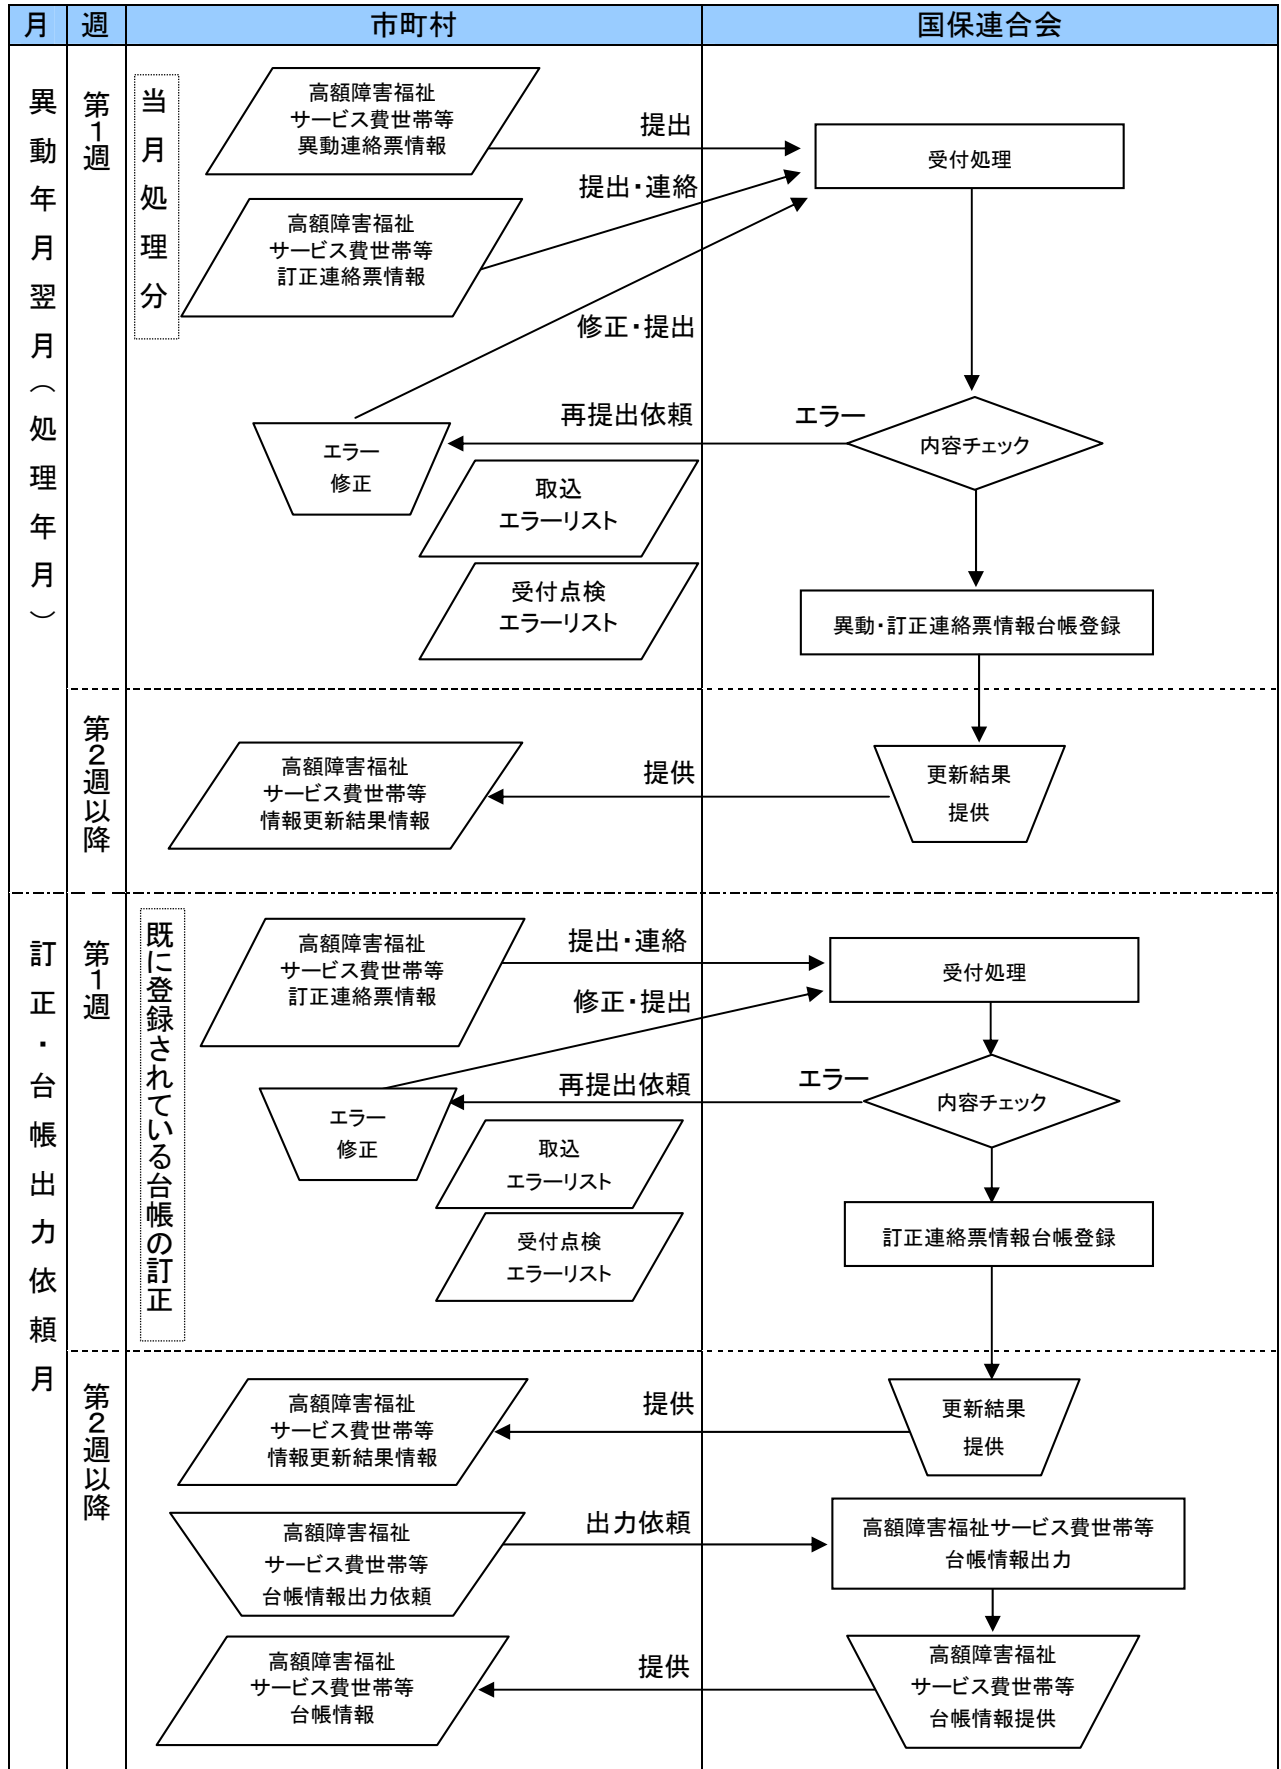 月
週
市町村
国保連合会
異動年月翌月（処理年月）
第1週
当月処理分
高額障害福祉
サービス費世帯等
異動連絡票情報
提出
受付処理
高額障害福祉
サービス費世帯等
訂正連絡票情報
提出・連絡
修正・提出
エラー
修正
再提出依頼
エラー
内容チェック
取込
エラーリスト
受付点検
エラーリスト
異動・訂正連絡票情報台帳登録
第2週以降
高額障害福祉
サービス費世帯等
情報更新結果情報
提供
更新結果
提供
訂正・台帳出力依頼月
第1週
既に登録されている台帳の訂正
高額障害福祉
サービス費世帯等
訂正連絡票情報
提出・連絡
受付処理
修正・提出
エラー
修正
再提出依頼
エラー
内容チェック
取込
エラーリスト
受付点検
エラーリスト
訂正連絡票情報台帳登録
第2週以降
高額障害福祉
サービス費世帯等
情報更新結果情報
提供
更新結果
提供
高額障害福祉
サービス費世帯等
台帳情報出力依頼
出力依頼
高額障害福祉サービス費世帯等
台帳情報出力
高額障害福祉
サービス費世帯等
台帳情報
提供
高額障害福祉
サービス費世帯等
台帳情報提供